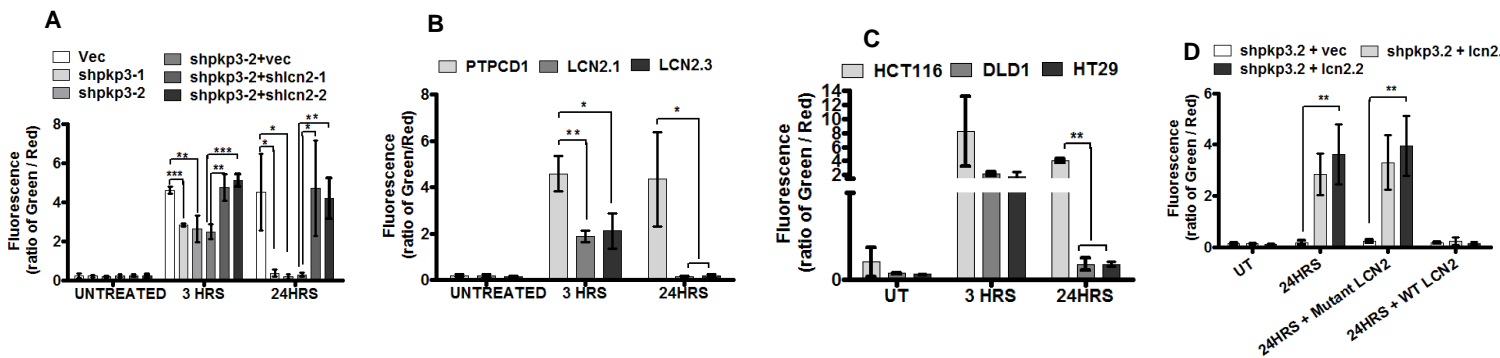 A
Vec
shpkp3-1
shpkp3-2
shpkp3-2+vec
shpkp3-2+shlcn2-1
shpkp3-2+shlcn2-2
Fluorescence
(ratio of Green / Red)
8
6
4
2
0
***
**
**
***
*
*
*
**
UNTREATED
3 HRS
24HRS
B
PTPCD1
LCN2.1
LCN2.3
Fluorescence
(ratio of Green/Red)
8
6
4
2
0
**
*
*
UNTREATED
3 HRS
24HRS
C
HCT116
DLD1
HT29
Fluorescence
(ratio of Green / Red)
14
12
10
8
6
4
2
0
**
UT
3 HRS
24HRS
D
shpkp3.2 + vec
shpkp3.2 + lcn2.
shpkp3.2 + lcn2.2
Fluorescence
(ratio of Green / Red)
6
4
2
0
**
**
UT
24HRS
24HRS + Mutant LCN2
24HRS + WT LCN2